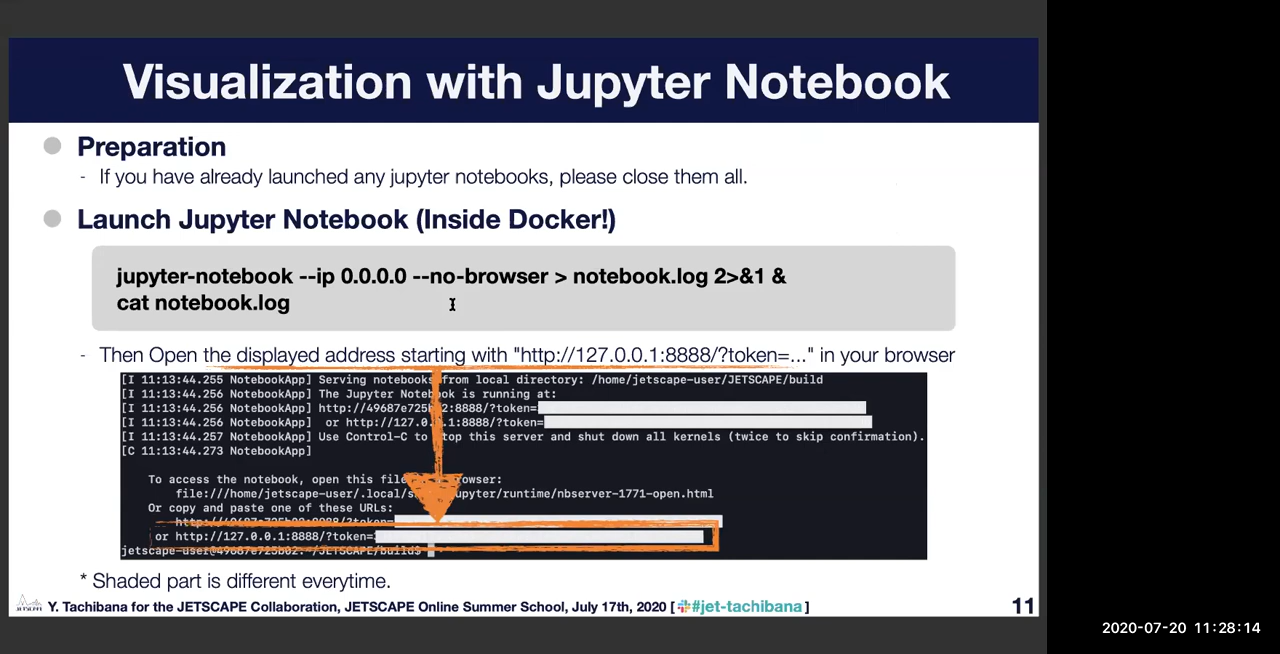 Visualization with Jupyter Notebook
Preparation
- If you have already launched any jupyter notebooks, please close them all.
Launch Jupyter Notebook (Inside Docker!)
jupyter-notebook --ip 0.0.0.0 --no-browser > notebook.log 2>&1 &
cat notebook.log
- Then Open the displayed address starting with "http://127.0.0.1:8888/?token=..." in your browser
[I 11:13:44.255 NotebookApp] Serving notebooks from local directory: /home/jetscape-user/JETSCAPE/build
[I 11:13:44.256 NotebookApp] The Jupyter Notebook is running at:
[I 11:13:44.256 NotebookApp] http://49687e725b02:8888/?token=
[I 11:13:44.256 NotebookApp] or http://127.0.0.1:8888/?token=
[I 11:13:44.257 NotebookApp] Use Control-C to stop this server and shut down all kernels (twice to skip confirmation).
[C 11:13:44.273 NotebookApp]
To access the notebook, open this file browser:
file:///home/jetscape-user/.local/ jupyter/runtime/nbserver-1771-open.html
Or copy and paste one of these URLs:
http://49687e725b02:8888/?token=
or http://127.0.0.1:8888/?token=
jetscape-user@49687e725b02:~/JETSCAPE/build$
* Shaded part is different everytime.
Y. Tachibana for the JETSCAPE Collaboration, JETSCAPE Online Summer School, July 17th, 2020 [ #jet-tachibana ]
11
2020-07-20 11:28:14